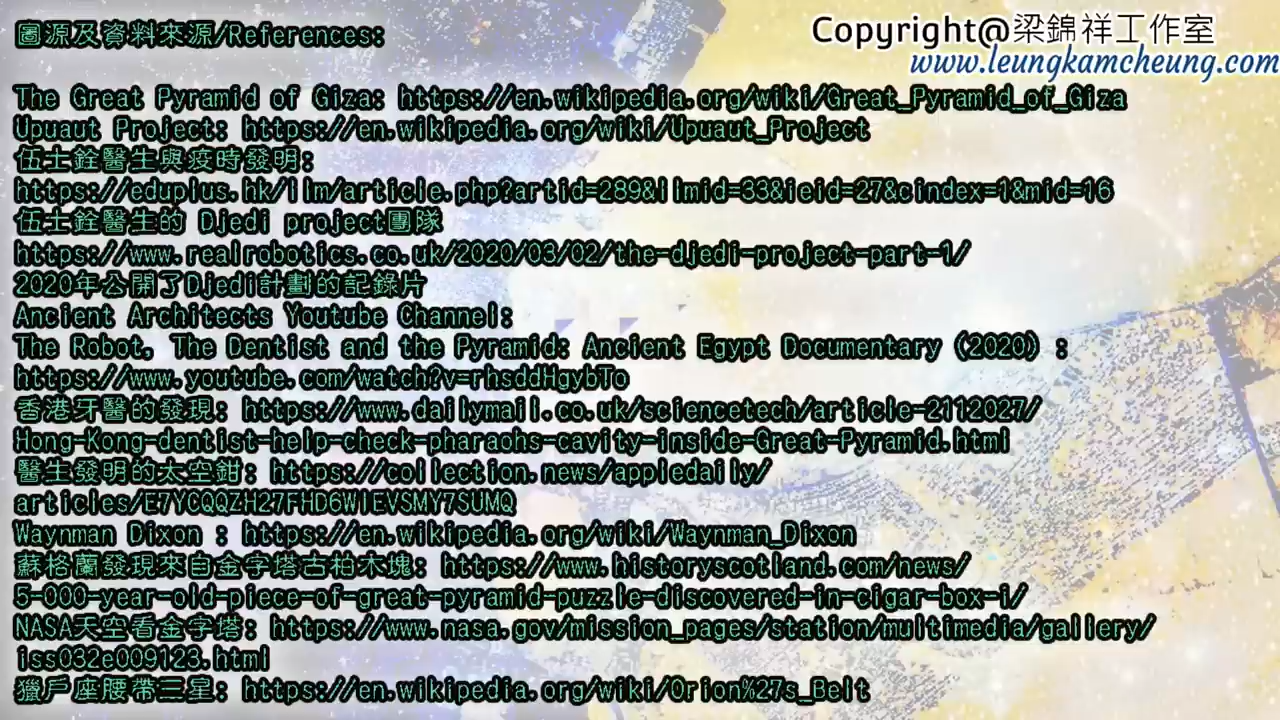 圖源及資料來源/References:
Copyright@梁錦祥工作室
www.leungkamcheung.com
The Great Pyramid of Giza: https://en.wikipedia.org/wiki/Great_Pyramid_of_Giza
Upuaut Project: https://en.wikipedia.org/wiki/Upuaut_Project
伍士銓醫生與疫時發明:
https://eduplus.hk/llm/article.php?artid=289&llmid=33&ieid=27&cindex=1&mid=16
伍士銓醫生的 Djedi project團隊
https://www.realrobotics.co.uk/2020/03/02/the-djedi-project-part-1/
2020年公開了Djedi計劃的記錄片
Ancient Architects Youtube Channel:
The Robot, The Dentist and the Pyramid: Ancient Egypt Documentary (2020) :
https://www.youtube.com/watch?v=rhsddHgybTo
香港牙醫的發現: https://www.dailymail.co.uk/sciencetech/article-2112027/
Hong-Kong-dentist-help-check-pharaohs-cavity-inside-Great-Pyramid.html
醫生發明的太空鉗: https://collection.news/appledaily/
articles/E7YCQQZH27FHD6WIEVSMY7SUMQ
Waynman Dixon : https://en.wikipedia.org/wiki/Waynman_Dixon
蘇格蘭發現來自金字塔古柏木塊: https://www.historyscotland.com/news/
5-000-year-old-piece-of-great-pyramid-puzzle-discovered-in-cigar-box-i/
NASA天空看金字塔: https://www.nasa.gov/mission_pages/station/multimedia/gallery/
iss032e009123.html
獵戶座腰帶三星: https://en.wikipedia.org/wiki/Orion%27s_Belt